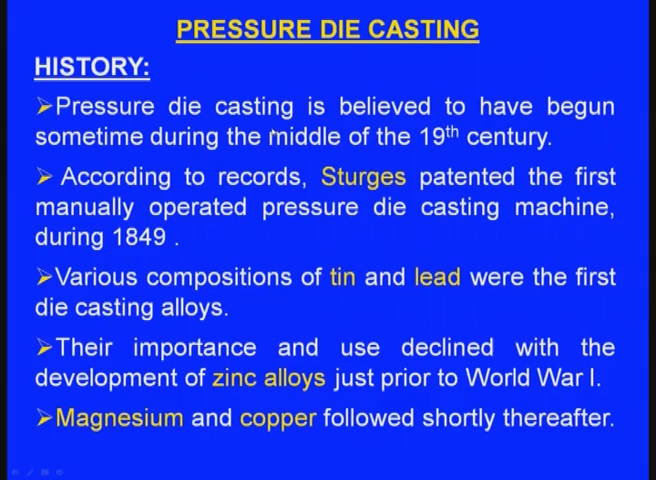 PRESSURE DIE CASTING
HISTORY:
➢Pressure die casting is believed to have begun
sometime during the middle of the 19th century.
➢ According to records, Sturges patented the first
manually operated pressure die casting machine,
during 1849 .
➢Various compositions of tin and lead were the first
die casting alloys.
➢Their importance and use declined with the
development of zinc alloys just prior to World War I.
➢Magnesium and copper followed shortly thereafter.